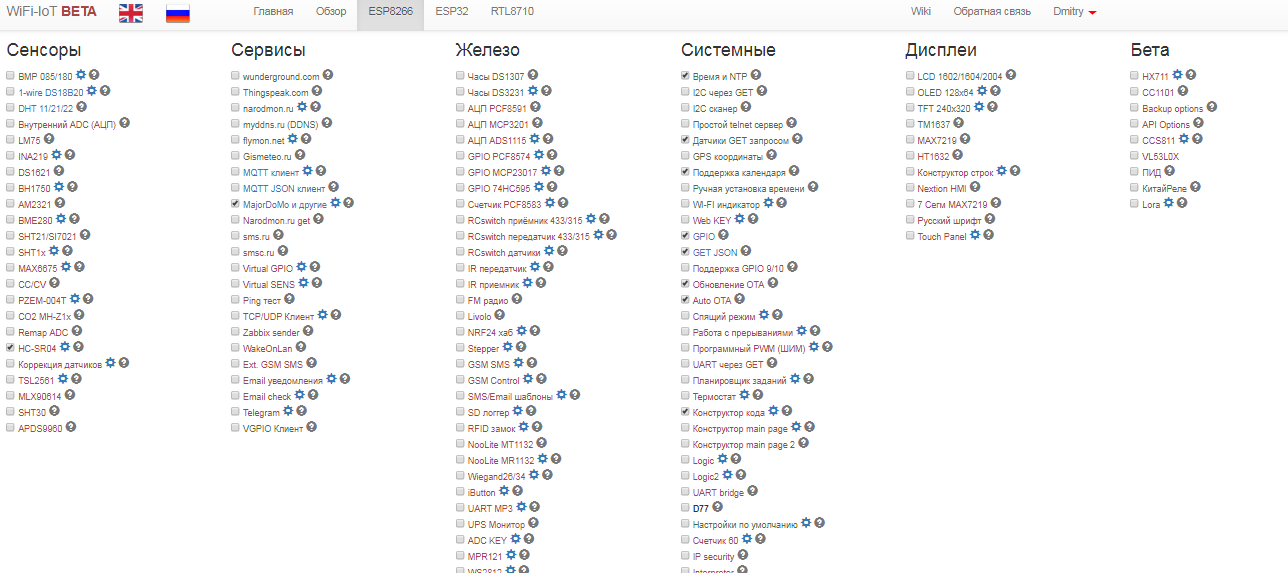 WiFi-IoT BETA
Главная
Обзор
ESP8266
ESP32
RTL8710
Wiki
Обратная связь
Dmitry
Сенсоры
BMP 085/180
1-wire DS18B20
DHT 11/21/22
Внутренний ADC (АЦП)
LM75
INA219
DS1621
BH1750
AM2321
BME280
SHT21/SI7021
SHT1x
MAX6675
CC/CV
PZEM-004T
CO2 MH-Z1x
Remap ADC
HC-SR04
Коррекция датчиков
TSL2561
MLX90614
SHT30
APDS9960
Сервисы
wunderground.com
Thingspeak.com
narodmon.ru
myddns.ru (DDNS)
flymon.net
Gismeteo.ru
MQTT клиент
MQTT JSON клиент
MajorDoMo и другие
Narodmon.ru get
sms.ru
smsc.ru
Virtual GPIO
Virtual SENS
Ping тест
TCP/UDP Клиент
Zabbix sender
WakeOnLan
Ext. GSM SMS
Email уведомления
Email check
Telegram
VGPIO Клиент
Железо
Часы DS1307
Часы DS3231
АЦП PCF8591
АЦП MCP3201
АЦП ADS1115
GPIO PCF8574
GPIO MCP23017
GPIO 74HC595
Счетчик PCF8583
RCswitch приёмник 433/315
RCswitch передатчик 433/315
RCswitch датчики
IR передатчик
IR приемник
FM радио
Livolo
NRF24 хаб
Stepper
GSM SMS
GSM Control
SMS/Email шаблоны
SD логгер
RFID замок
NooLite MT1132
NooLite MR1132
Wiegand26/34
iButton
UART MP3
UPS Монитор
ADC KEY
MPR121
WS2812
Системные
Время и NTP
I2C через GET
I2C сканер
Простой telnet сервер
Датчики GET запросом
GPS координаты
Поддержка календаря
Ручная установка времени
WI-FI индикатор
Web KEY
GPIO
GET JSON
Поддержка GPIO 9/10
Обновление OTA
Auto OTA
Спящий режим
Работа с прерываниями
Программный PWM (ШИМ)
UART через GET
Планировщик заданий
Термостат
Конструктор кода
Конструктор main page
Конструктор main page 2
Logic
Logic2
UART bridge
D77
Настройки по умолчанию
Счетчик 60
IP security
Interpreter
Дисплеи
LCD 1602/1604/2004
OLED 128x64
TFT 240x320
TM1637
MAX7219
HT1632
Конструктор строк
Nextion HMI
7 Сегм MAX7219
Русский шрифт
Touch Panel
Бета
HX711
CC1101
Backup options
API Options
CCS811
VL53L0X
ПИД
КитайРеле
Lora